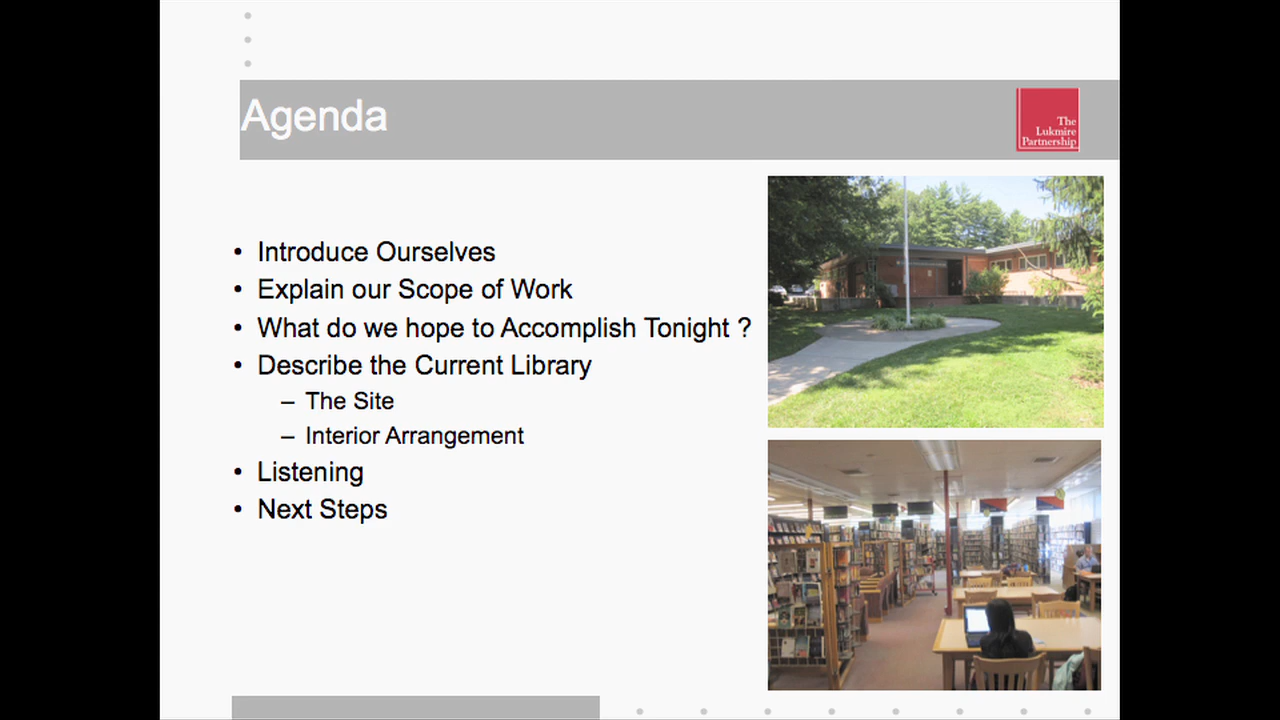 Agenda
The
Lukmire
Partnership
• Introduce Ourselves
• Explain our Scope of Work
• What do we hope to Accomplish Tonight ?
• Describe the Current Library
– The Site
– Interior Arrangement
• Listening
• Next Steps